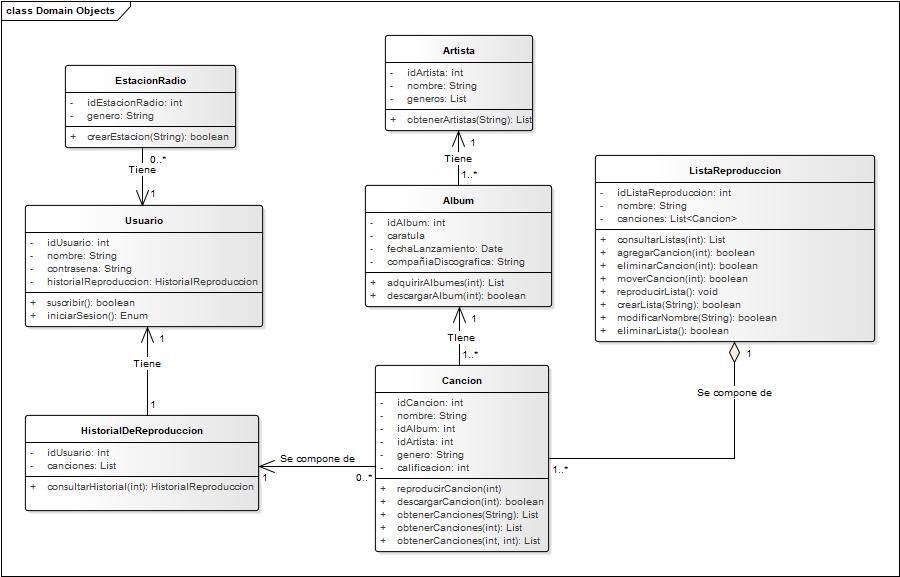 class Domain Objects
EstacionRadio
- idEstacionRadio: int
- genero: String
+ crearEstacion(String): boolean
0..*
Tiene
1
Usuario
- idUsuario: int
- nombre: String
- contrasena: String
- historialReproduccion: HistorialReproduccion
+ suscribir(): boolean
+ iniciarSesion(): Enum
1
Tiene
1
HistorialDeReproduccion
- idUsuario: int
- canciones: List
+ consultarHistorial(int): HistorialReproduccion
Artista
- idArtista: int
- nombre: String
- generos: List
+ obtenerArtistas(String): List
1
Tiene
1..*
Album
- idAlbum: int
- caratula
- fechaLanzamiento: Date
- compañiaDiscografica: String
+ adquirirAlbumes(int): List
+ descargarAlbum(int): boolean
1
TIene
1..*
Cancion
- idCancion: int
- nombre: String
- idAlbum: int
- idArtista: int
- genero: String
- calificacion: int
+ reproducirCancion(int)
+ descargarCancion(int): boolean
+ obtenerCanciones(String): List
+ obtenerCanciones(int): List
+ obtenerCanciones(int, int): List
Se compone de
1
0..*
ListaReproduccion
- idListaReproduccion: int
- nombre: String
- canciones: List<Cancion>
+ consultarListas(int): List
+ agregarCancion(int): boolean
+ eliminarCancion(int): boolean
+ moverCancion(int): boolean
+ reproducirLista(): void
+ crearLista(String): boolean
+ modificarNombre(String): boolean
+ eliminarLista(): boolean
1
Se compone de
1..*